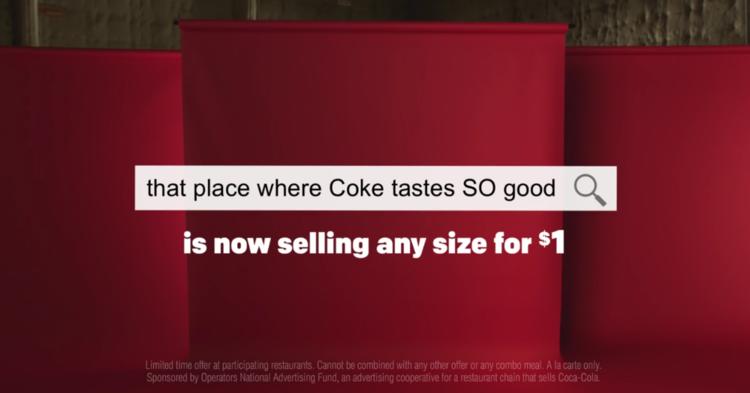 that place where Coke tastes SO good
is now selling any size for $1
Limited time offer at participating restaurants. Cannot be combined with any other offer or any combo meal. A la carte only.
Sponsored by Operators National Advertising Fund, an advertising cooperative for a restaurant chain that sells Coca-Cola.